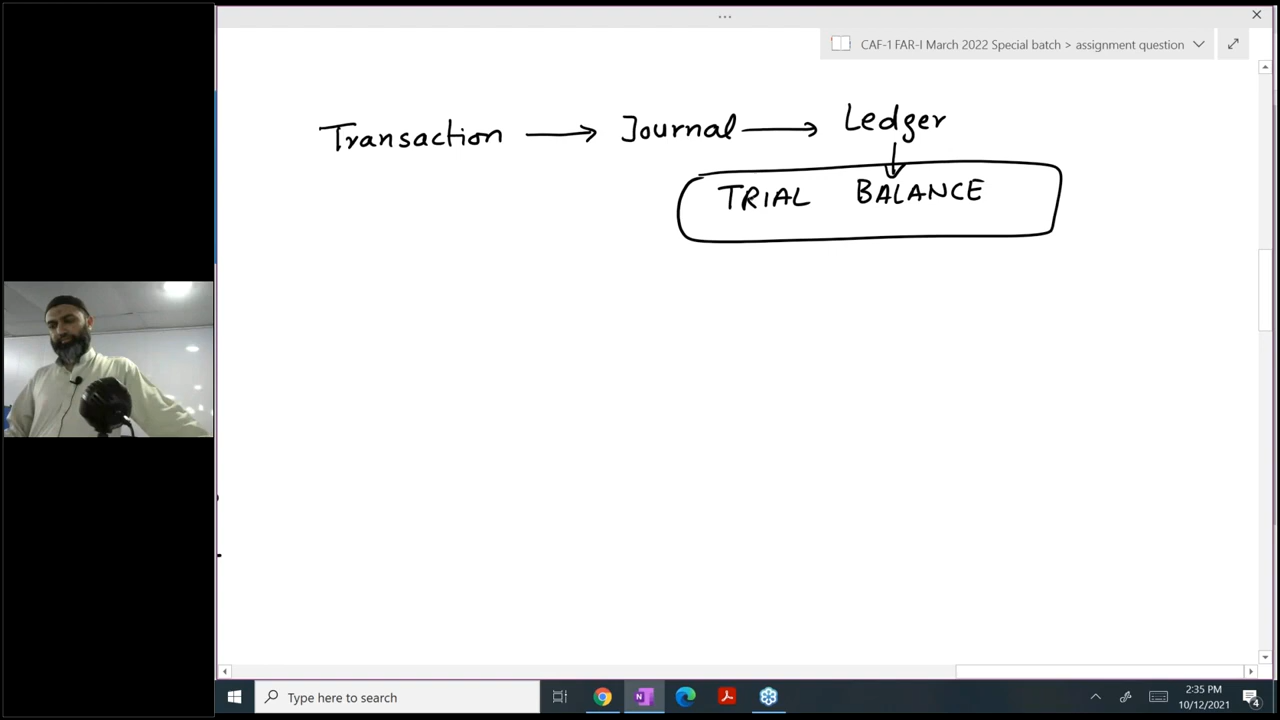 CAF-1 FAR-I March 2022 Special batch > assignment question
Transaction → Journal → Ledger
TRIAL BALANCE
Type here to search
2:35 PM
10/12/2021
4